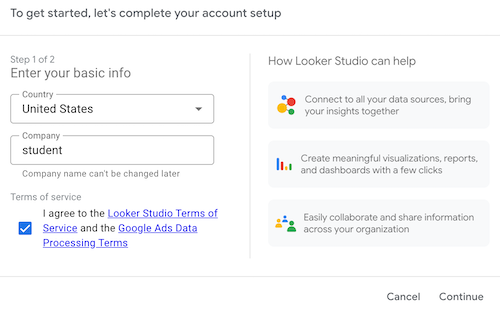 To get started, let's complete your account setup
Step 1 of 2
Enter your basic info
Country
United States
Company
student
Company name can't be changed later
Terms of service
I agree to the Looker Studio Terms of
Service and the Google Ads Data
Processing Terms
How Looker Studio can help
Connect to all your data sources, bring
your insights together
Create meaningful visualizations, reports,
and dashboards with a few clicks
Easily collaborate and share information
across your organization
Cancel
Continue